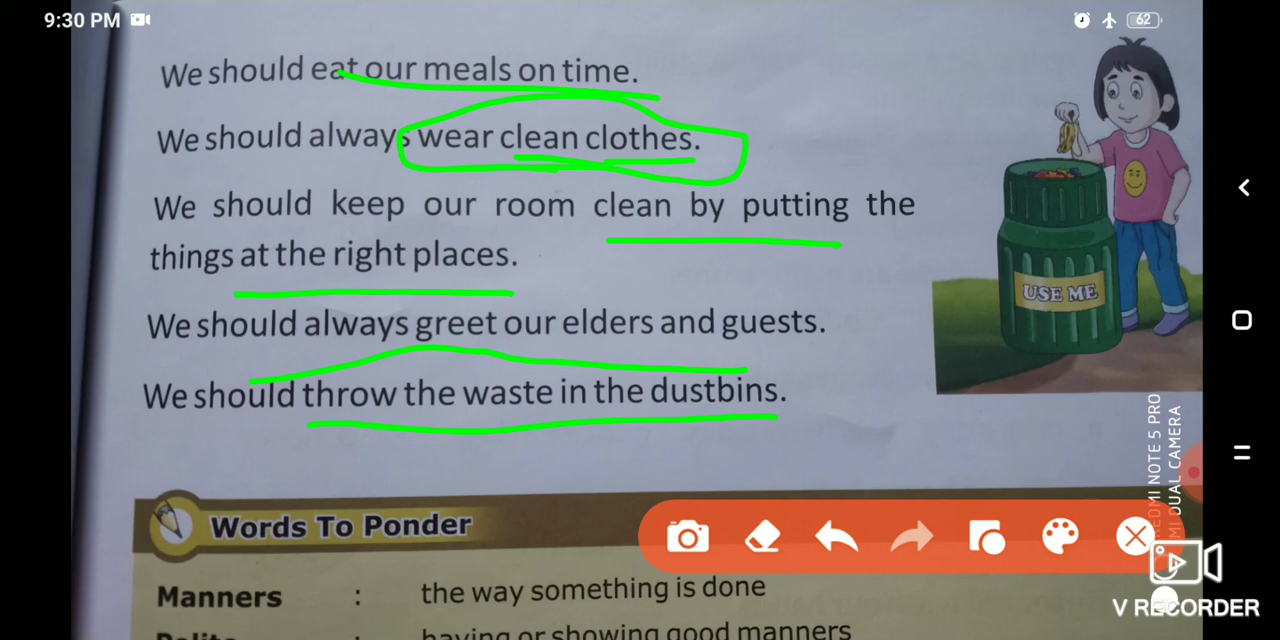 9:30 PM
62
We should eat our meals on time.
We should always wear clean clothes.
We should keep our room clean by putting the
things at the right places.
We should always greet our elders and guests.
We should throw the waste in the dustbins.
USE ME
Words To Ponder
Manners : the way something is done
Polite : having or showing good manners
REDMI NOTE 5 PRO
MI DUAL CAMERA
V RECORDER